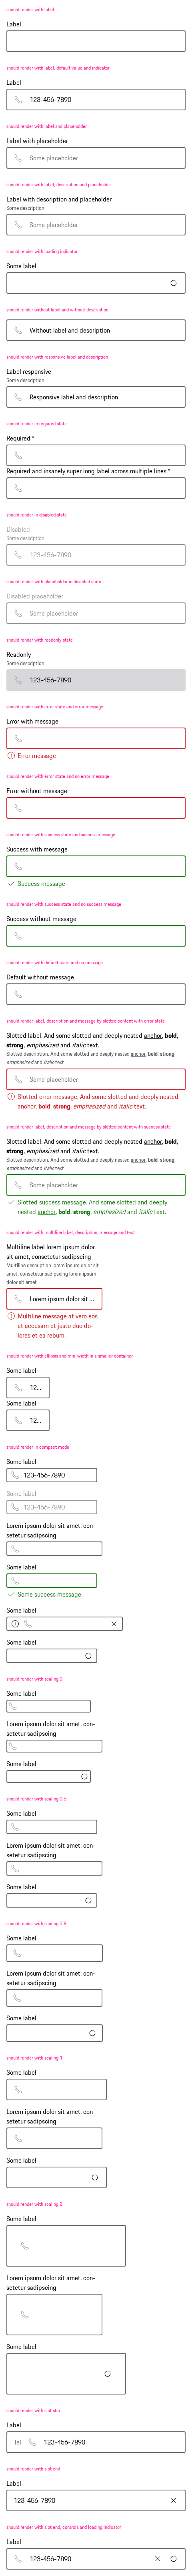 should render with label
Label
should render with label, default value and indicator
Label
123-456-7890
should render with label and placeholder
Label with placeholder
Some placeholder
should render with label, description and placeholder
Label with description and placeholder
Some description
Some placeholder
should render with loading indicator
Some label
should render without label and without description
Without label and description
should render with responsive label and description
Label responsive
Some description
Responsive label and description
should render in required state
Required *
Required and insanely super long label across multiple lines *
should render in disabled state
Disabled
Some description
123-456-7890
should render with placeholder in disabled state
Disabled placeholder
Some placeholder
should render with readonly state
Readonly
Some description
123-456-7890
should render with error state and error message
Error with message
Error message
should render with error state and no error message
Error without message
should render with success state and success message
Success with message
Success message
should render with success state and no success message
Success without message
should render with default state and no message
Default without message
should render label, description and message by slotted content with error state
Slotted label. And some slotted and deeply nested anchor, bold,
strong, emphasized and italic text.
Slotted description. And some slotted and deeply nested anchor, bold, strong,
emphasized and italic text.
Some placeholder
Slotted error message. And some slotted and deeply nested
anchor, bold, strong, emphasized and italic text.
should render label, description and message by slotted content with success state
Slotted label. And some slotted and deeply nested anchor, bold,
strong, emphasized and italic text.
Slotted description. And some slotted and deeply nested anchor, bold, strong,
emphasized and italic text.
Some placeholder
Slotted success message. And some slotted and deeply
nested anchor, bold, strong, emphasized and italic text.
should render with multiline label, description, message and text
Multiline label lorem ipsum dolor
sit amet, consetetur sadipscing
Multiline description lorem ipsum dolor sit
amet, consetetur sadipscing lorem ipsum
dolor sit amet
Lorem ipsum dolor sit ...
Multiline message at vero eos
et accusam et justo duo do-
lores et ea rebum.
should render with ellipsis and min-width in a smaller container
Some label
12...
Some label
12...
should render in compact mode
Some label
123-456-7890
Some label
123-456-7890
Lorem ipsum dolor sit amet, con-
setetur sadipscing
Some label
Some success message.
Some label
Some label
should render with scaling 0
Some label
Lorem ipsum dolor sit amet, con-
setetur sadipscing
Some label
should render with scaling 0.5
Some label
Lorem ipsum dolor sit amet, con-
setetur sadipscing
Some label
should render with scaling 0.8
Some label
Lorem ipsum dolor sit amet, con-
setetur sadipscing
Some label
should render with scaling 1
Some label
Lorem ipsum dolor sit amet, con-
setetur sadipscing
Some label
should render with scaling 2
Some label
Lorem ipsum dolor sit amet, con-
setetur sadipscing
Some label
should render with slot start
Label
Tel 123-456-7890
should render with slot end
Label
123-456-7890
should render with slot end, controls and loading indicator
Label
123-456-7890